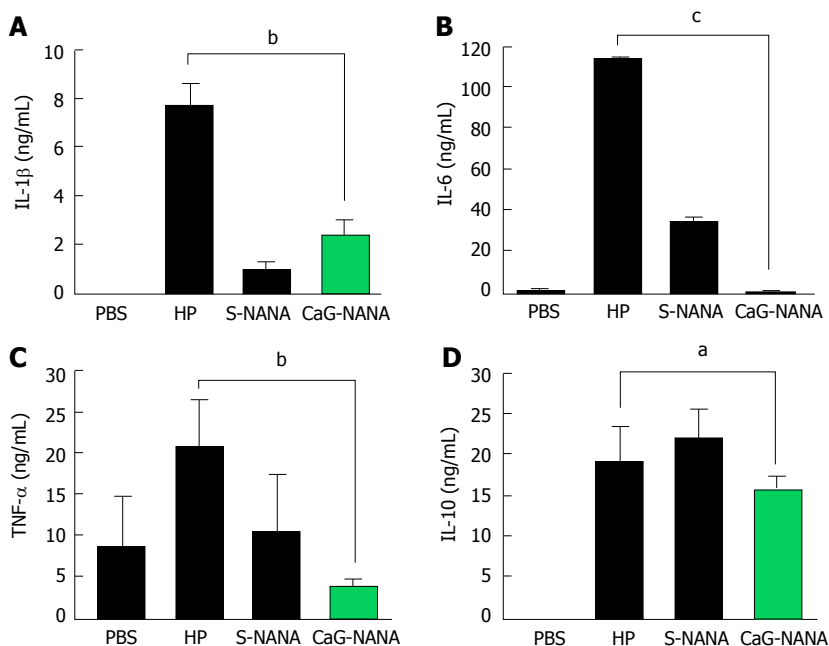 A
b
10
8
6
4
2
0
IL-1β (ng/mL)
PBS HP S-NANA CaG-NANA
B
c
120
100
80
60
40
20
0
IL-6 (ng/mL)
PBS HP S-NANA CaG-NANA
C
b
30
25
20
15
10
5
0
TNF-α (ng/mL)
PBS HP S-NANA CaG-NANA
D
a
30
25
20
15
10
5
0
IL-10 (ng/mL)
PBS HP S-NANA CaG-NANA